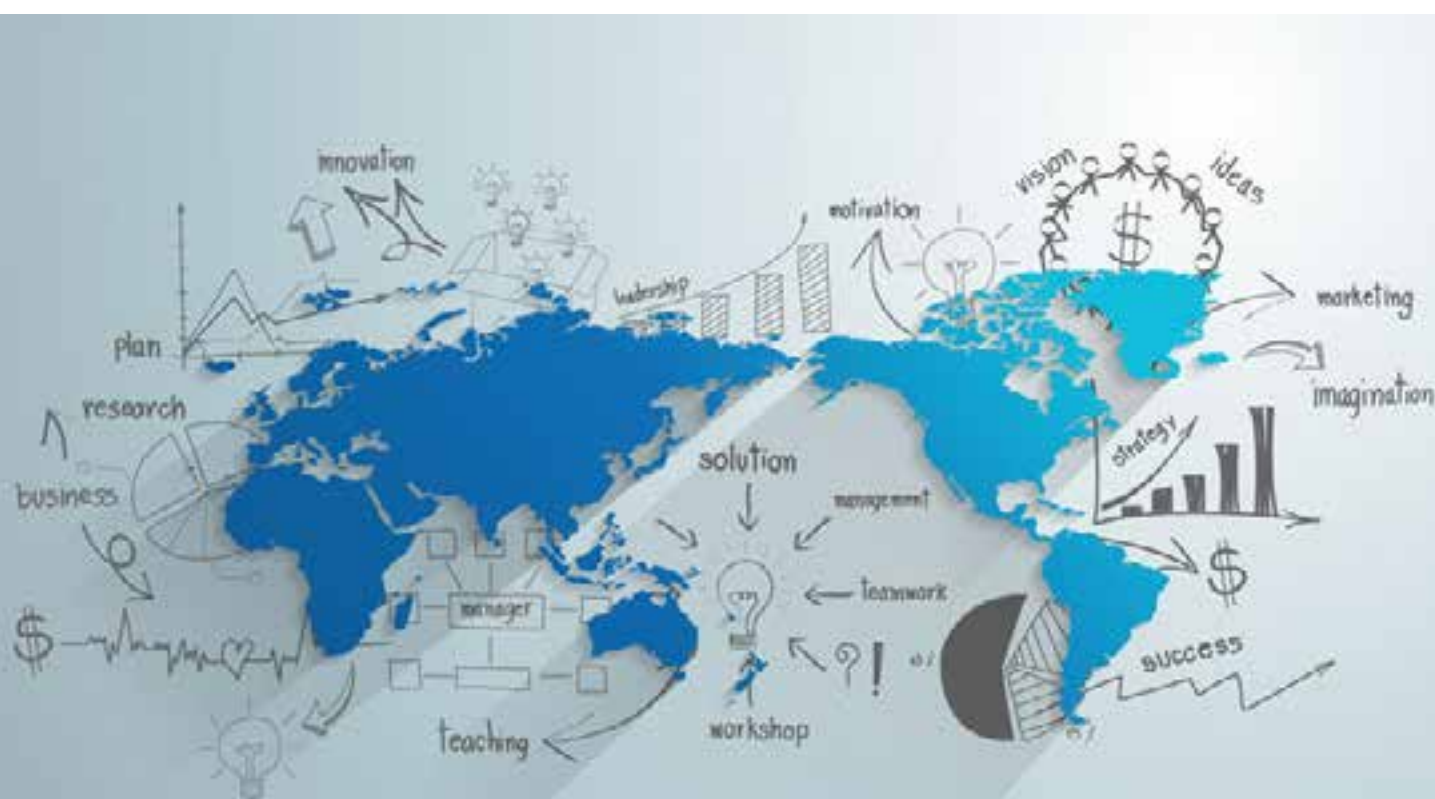 innovation
vision
ideas
motivation
leadership
marketing
plan
imagination
research
strategy
solution
business
management
$
$
teamwork
manager
$
? !
success
teaching
workshop